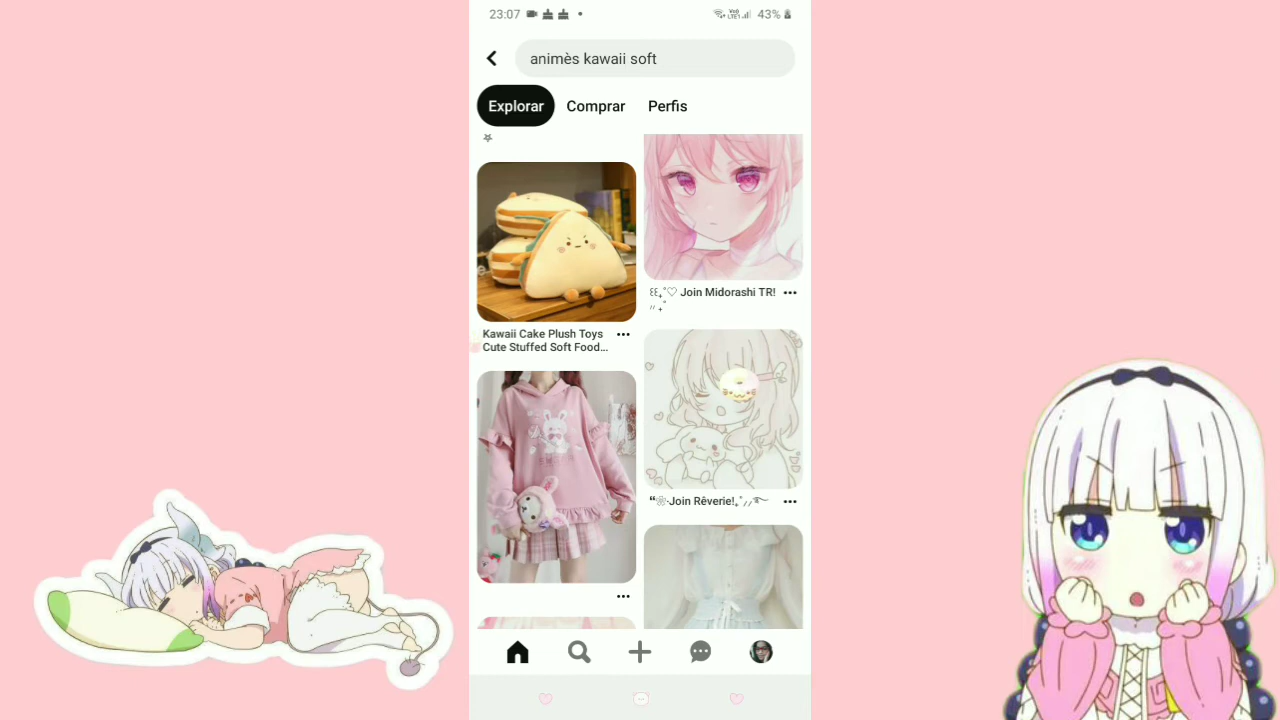 23:07
43%
animès kawaii soft
Explorar Comprar Perfis
Kawaii Cake Plush Toys
Cute Stuffed Soft Food...
Join Midorashi TR!
Join Rêverie!